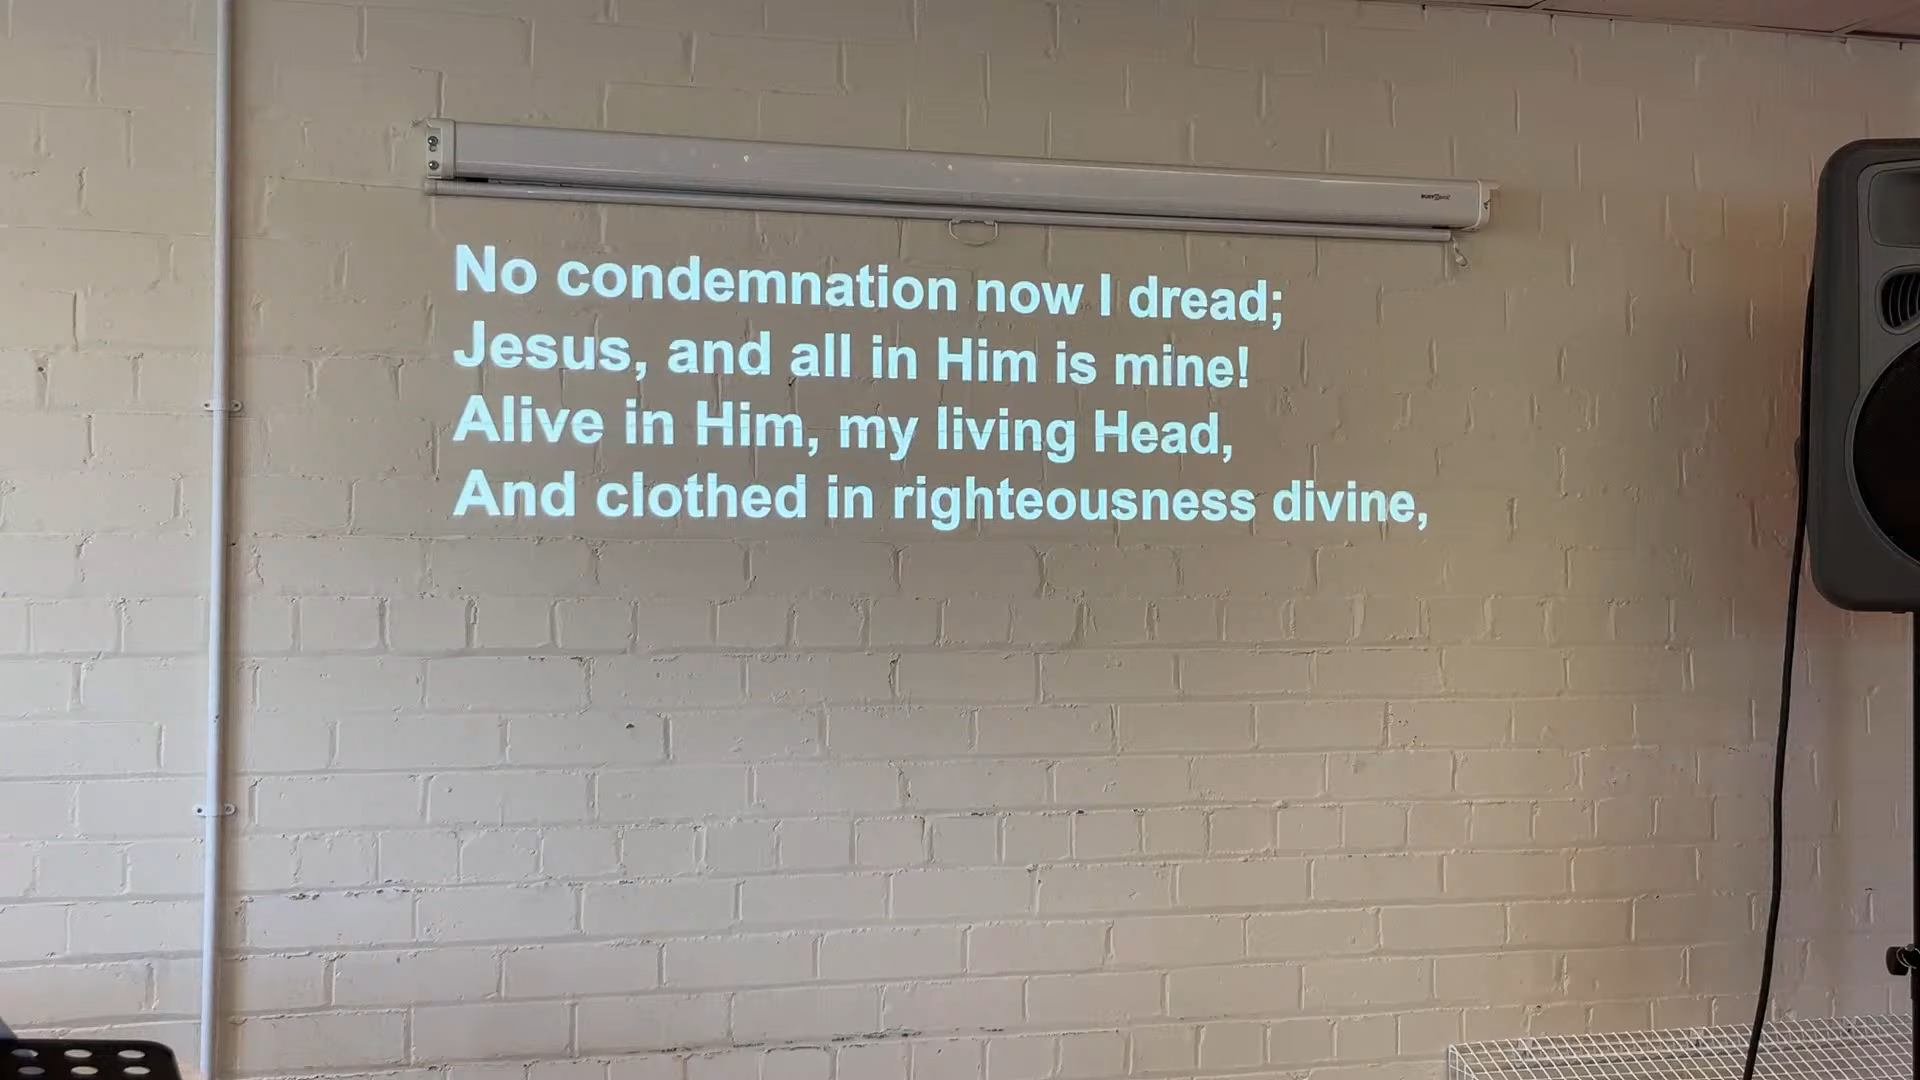 No condemnation now I dread;
Jesus, and all in Him is mine!
Alive in Him, my living Head,
And clothed in righteousness divine,